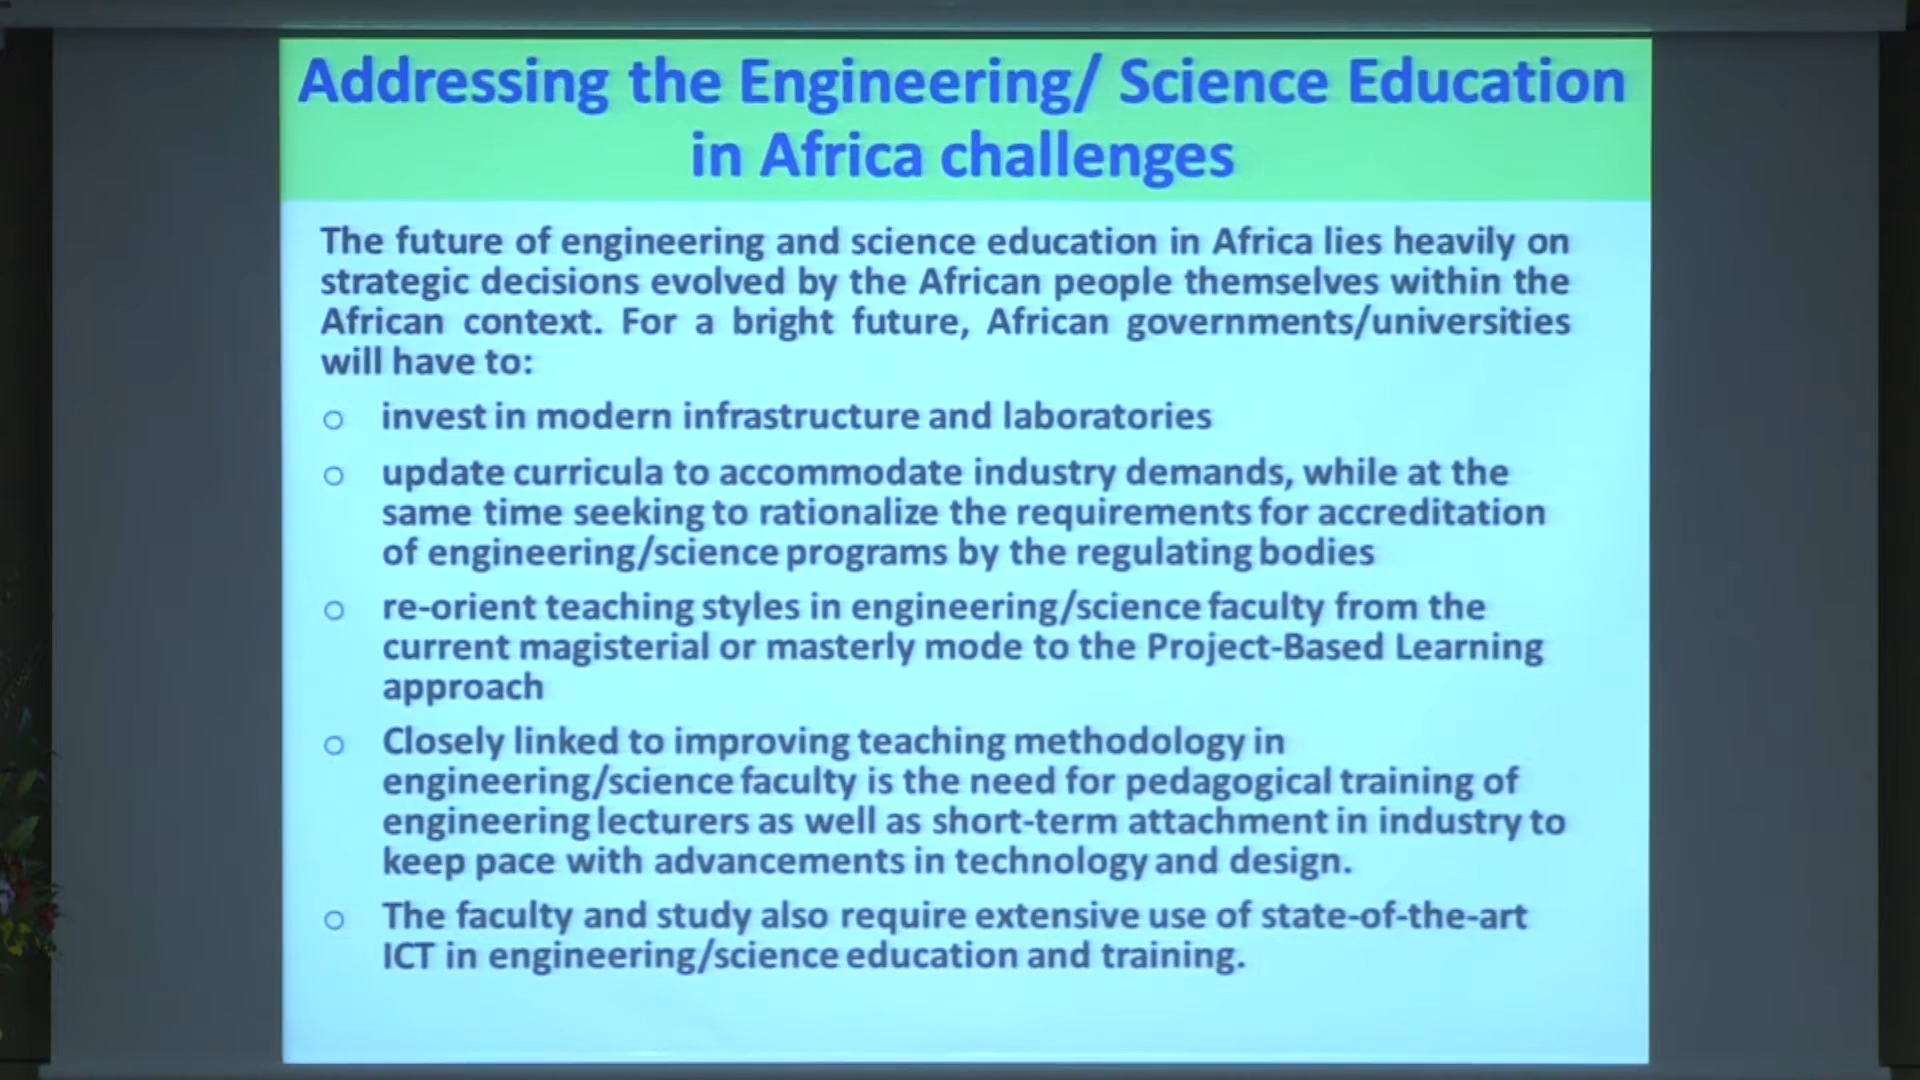 Addressing the Engineering/ Science Education
in Africa challenges
The future of engineering and science education in Africa lies heavily on
strategic decisions evolved by the African people themselves within the
African context. For a bright future, African governments/universities
will have to:
○ invest in modern infrastructure and laboratories
○ update curricula to accommodate industry demands, while at the
same time seeking to rationalize the requirements for accreditation
of engineering/science programs by the regulating bodies
○ re-orient teaching styles in engineering/science faculty from the
current magisterial or masterly mode to the Project-Based Learning
approach
○ Closely linked to improving teaching methodology in
engineering/science faculty is the need for pedagogical training of
engineering lecturers as well as short-term attachment in industry to
keep pace with advancements in technology and design.
○ The faculty and study also require extensive use of state-of-the-art
ICT in engineering/science education and training.